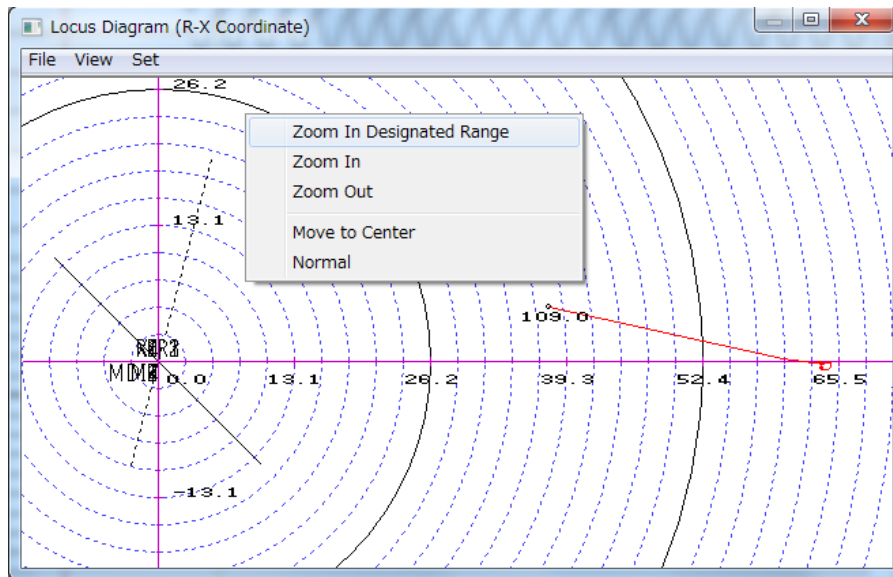 Locus Diagram (R-X Coordinate)
File View Set
26.2
Zoom In Designated Range
Zoom In
Zoom Out
13.1
Move to Center
Normal
109.0
0.0 13.1 26.2 39.3 52.4 65.5
-13.1